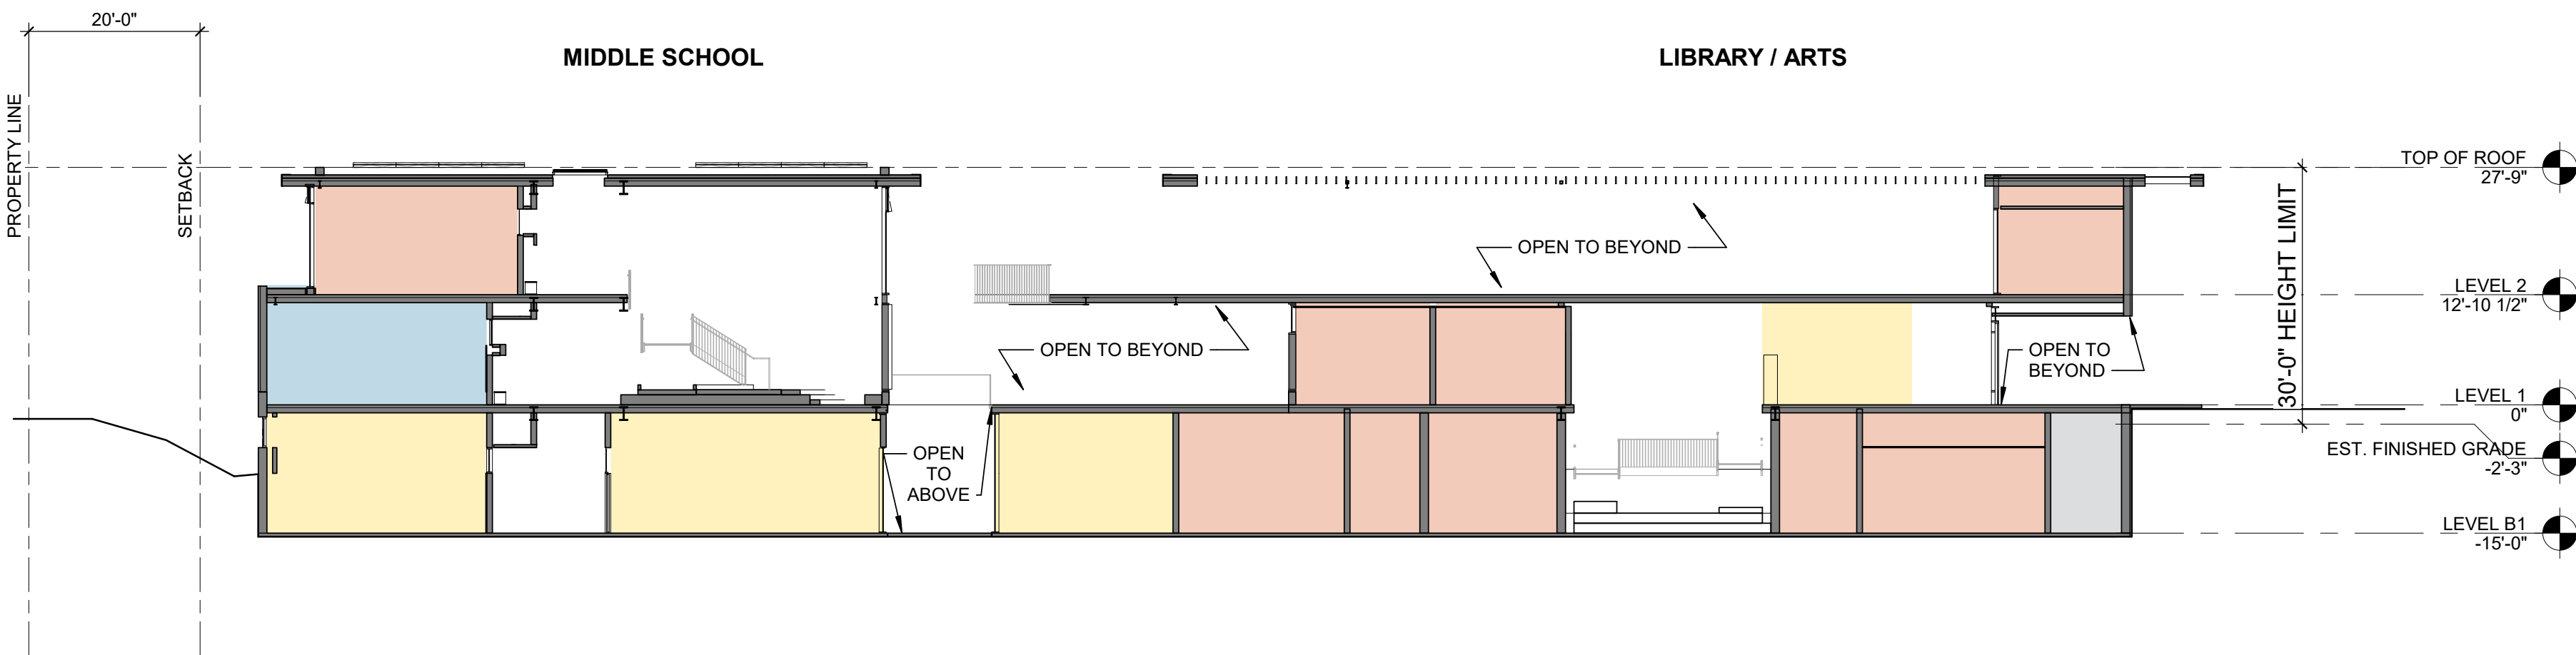 20'-0"
MIDDLE SCHOOL
LIBRARY / ARTS
PROPERTY LINE
SETBACK
TOP OF ROOF
27'-9"
OPEN TO BEYOND
30'-0" HEIGHT LIMIT
LEVEL 2
12'-10 1/2"
OPEN TO BEYOND
OPEN TO
BEYOND
LEVEL 1
0"
OPEN
TO
ABOVE
EST. FINISHED GRADE
-2'-3"
LEVEL B1
-15'-0"